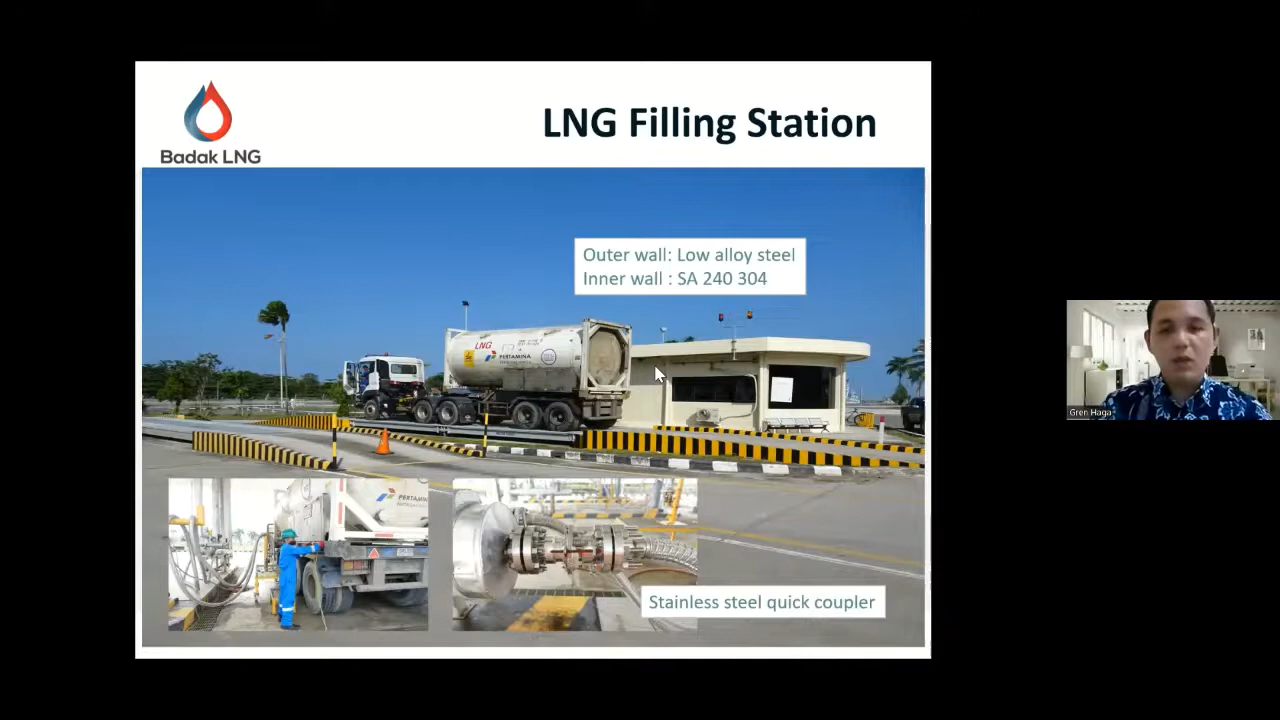 Badak LNG
LNG Filling Station
Outer wall: Low alloy steel
Inner wall : SA 240 304
LNG
PERTAMINA
PERTAMINA
Stainless steel quick coupler
Gren Haga